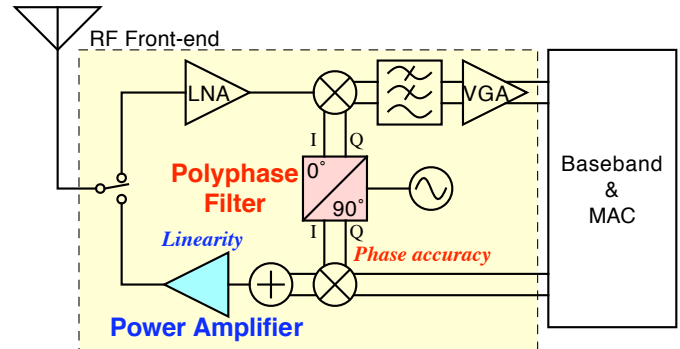 RF Front-end
LNA
VGA
I
Q
0°
90°
Polyphase
Filter
Baseband
&
MAC
I
Q
Linearity
Phase accuracy
Power Amplifier